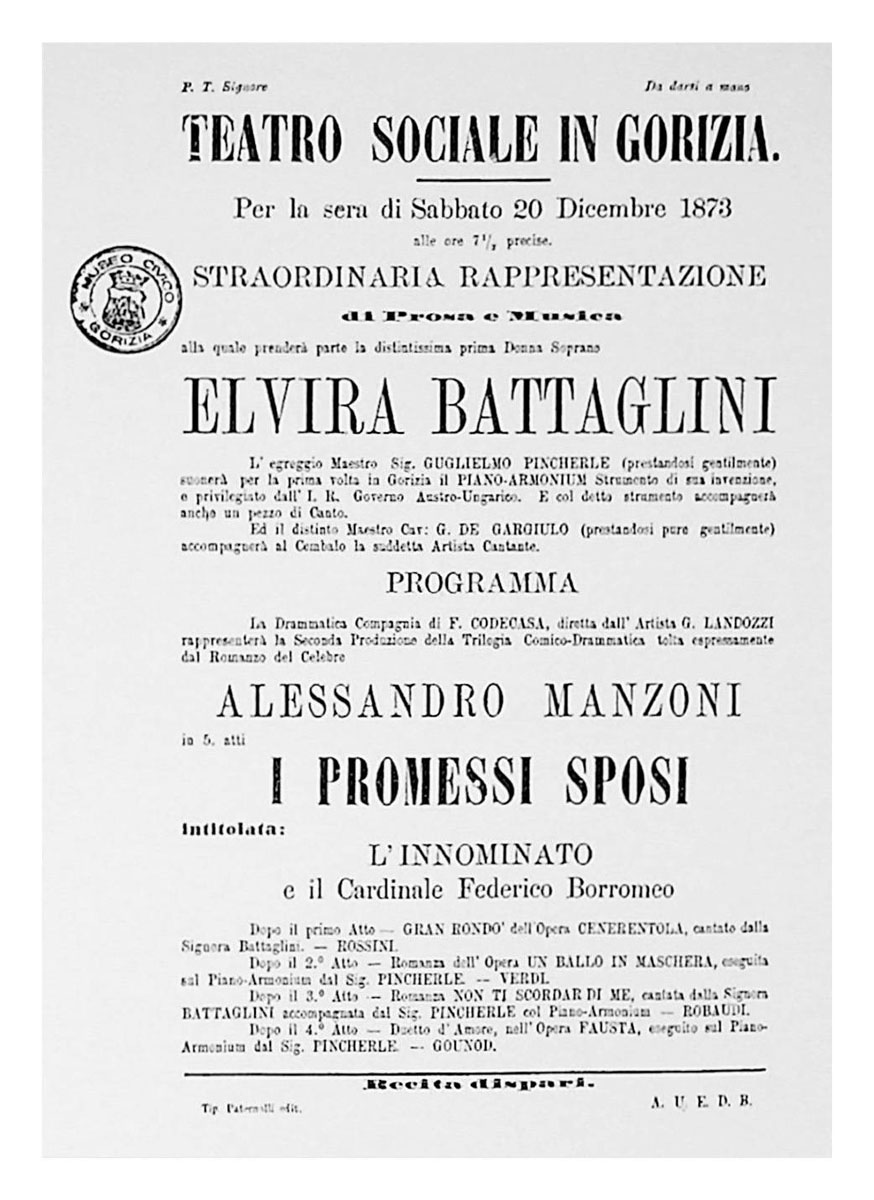 P. T. Signore
Da darsi a mano
TEATRO SOCIALE IN GORIZIA.
Per la sera di Sabbato 20 Dicembre 1873
alle ore 7 1/2 precise.
MUSEO CIVICO
GORIZIA
STRAORDINARIA RAPPRESENTAZIONE
di Prosa e Musica
alla quale prenderà parte la distintissima prima Donna Soprano
ELVIRA BATTAGLINI
L' egreggio Maestro Sig. GUGLIELMO PINCHERLE (prestandosi gentilmente)
suonerà per la prima volta in Gorizia il PIANO-ARMONIUM Strumento di sua invenzione,
e privilegiato dall' I. R. Governo Austro-Ungarico. E col detto strumento accompagnerà
anche un pezzo di Canto.
Ed il distinto Maestro Cav: G. DE GARGIULO (prestandosi pure gentilmente)
accompagnerà al Cembalo la suddetta Artista Cantante.
PROGRAMMA
La Drammatica Compagnia di F. CODECASA, diretta dall' Artista G. LANDOZZI
rappresenterà la Seconda Produzione della Trilogia Comico-Drammatica tolta espressamente
dal Romanzo del Celebre
ALESSANDRO MANZONI
in 5. atti
I PROMESSI SPOSI
intitolata:
L' INNOMINATO
e il Cardinale Federico Borromeo
Dopo il primo Atto — GRAN RONDO' dell'Opera CENERENTOLA, cantato dalla
Signora Battaglini. — ROSSINI.
Dopo il 2.° Atto — Romanza dell' Opera UN BALLO IN MASCHERA, eseguita
sul Piano-Armonium dal Sig. PINCHERLE. — VERDI.
Dopo il 3.° Atto — Romanza NON TI SCORDAR DI ME, cantata dalla Signora
BATTAGLINI accompagnata dal Sig. PINCHERLE col Piano-Armonium — ROBAUDI.
Dopo il 4.° Atto — Duetto d' Amore, nell' Opera FAUSTA, eseguito sul Piano-
Armonium dal Sig. PINCHERLE. — GOUNOD.
Recita dispari.
Tip. Paternolli edit.
A. U. E. D. B.